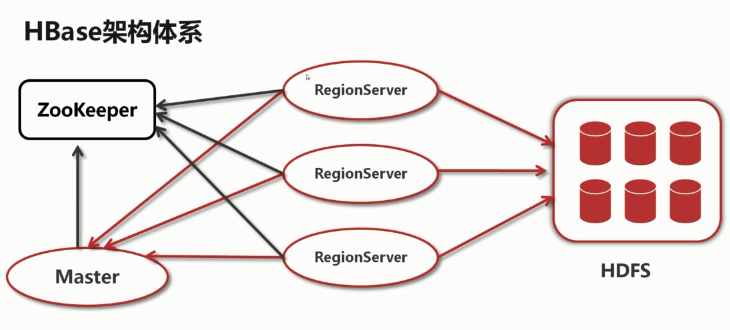 HBase架构体系
ZooKeeper
RegionServer
RegionServer
RegionServer
Master
HDFS